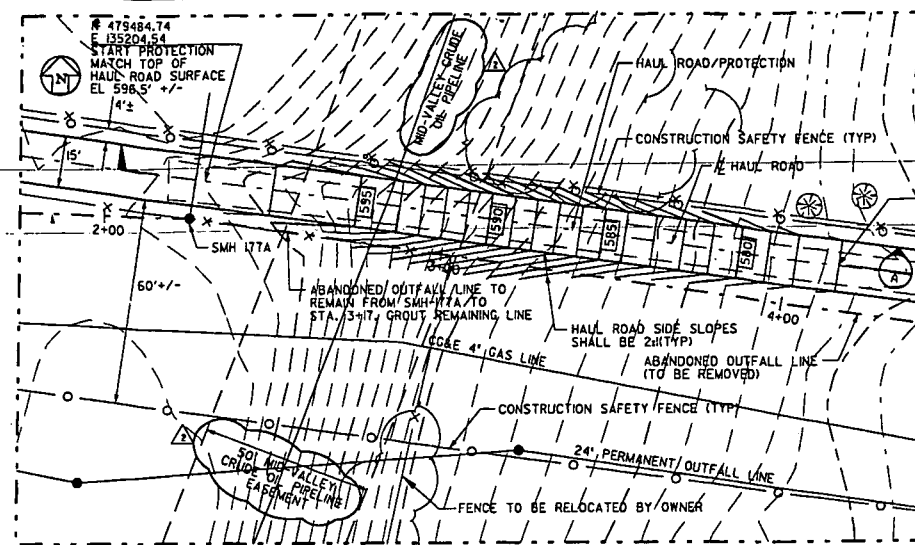 N 479484.74
E 135204.54
START PROTECTION
MATCH TOP OF
HAUL ROAD SURFACE
EL 596.5' +/-
4'±
N
15'
MID-VALLEY CRUDE
OIL PIPELINE
2
HAUL ROAD PROTECTION
CONSTRUCTION SAFETY FENCE (TYP)
HAUL ROAD
595
590
585
580
2+00
SMH 177A
3+00
4+00
A
60'+/-
ABANDONED OUTFALL LINE TO
REMAIN FROM SMH-177A TO
STA. 3+17. GROUT REMAINING LINE
HAUL ROAD SIDE SLOPES
SHALL BE 2:1(TYP)
ABANDONED OUTFALL LINE
(TO BE REMOVED)
CG&E 4" GAS LINE
CONSTRUCTION SAFETY FENCE (TYP)
2
50' MID-VALLEY
CRUDE OIL PIPELINE
EASEMENT
24" PERMANENT OUTFALL LINE
FENCE TO BE RELOCATED BY OWNER